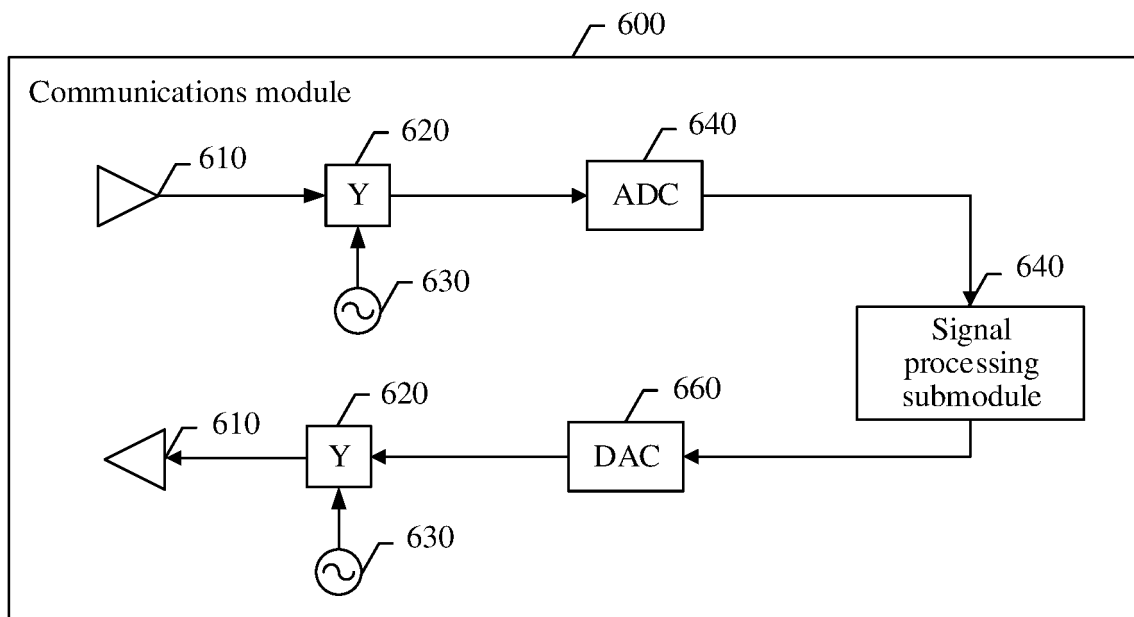 600
Communications module
620
640
610
Y
ADC
630
640
Signal
processing
submodule
620
660
610
Y
DAC
630